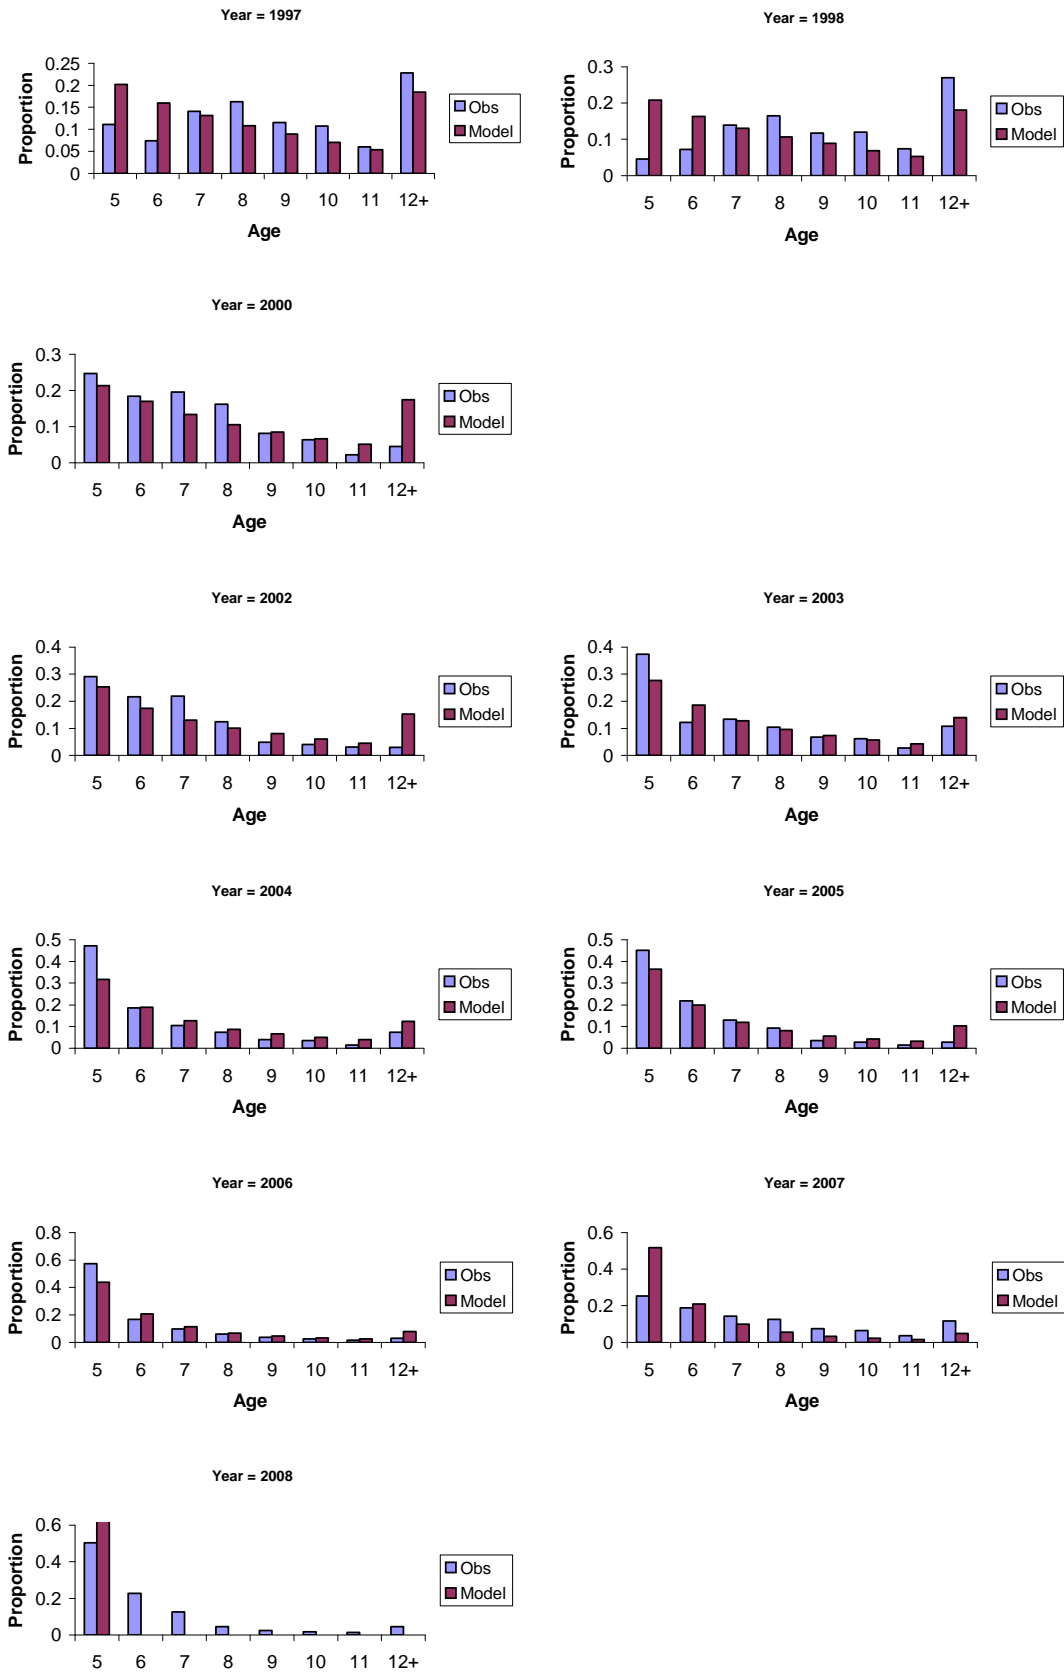 Year = 1997
Proportion
0.25
0.2
0.15
0.1
0.05
0
5 6 7 8 9 10 11 12+
Age
Obs
Model
Year = 1998
Proportion
0.3
0.2
0.1
0
5 6 7 8 9 10 11 12+
Age
Obs
Model
Year = 2000
Proportion
0.3
0.2
0.1
0
5 6 7 8 9 10 11 12+
Age
Obs
Model
Year = 2002
Proportion
0.4
0.3
0.2
0.1
0
5 6 7 8 9 10 11 12+
Age
Obs
Model
Year = 2003
Proportion
0.4
0.3
0.2
0.1
0
5 6 7 8 9 10 11 12+
Age
Obs
Model
Year = 2004
Proportion
0.5
0.4
0.3
0.2
0.1
0
5 6 7 8 9 10 11 12+
Age
Obs
Model
Year = 2005
Proportion
0.5
0.4
0.3
0.2
0.1
0
5 6 7 8 9 10 11 12+
Age
Obs
Model
Year = 2006
Proportion
0.8
0.6
0.4
0.2
0
5 6 7 8 9 10 11 12+
Age
Obs
Model
Year = 2007
Proportion
0.6
0.4
0.2
0
5 6 7 8 9 10 11 12+
Age
Obs
Model
Year = 2008
Proportion
0.6
0.4
0.2
0
5 6 7 8 9 10 11 12+
Obs
Model